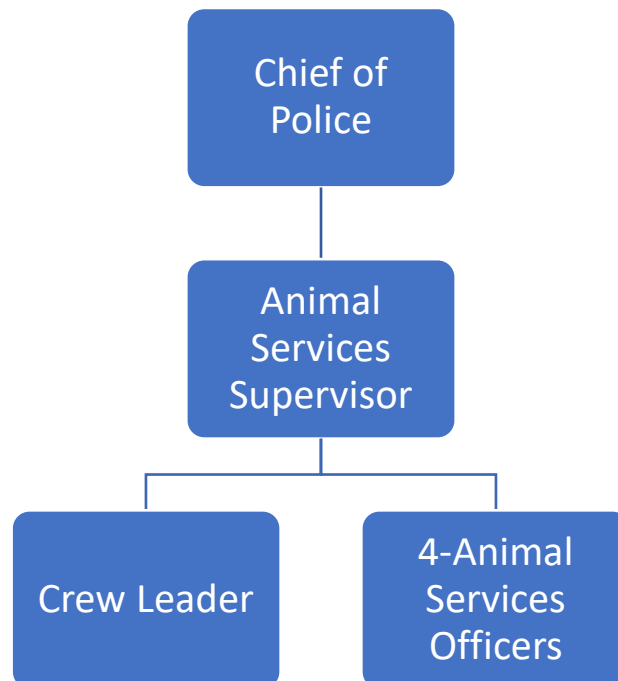 Chief of
Police
Animal
Services
Supervisor
Crew Leader
4-Animal
Services
Officers